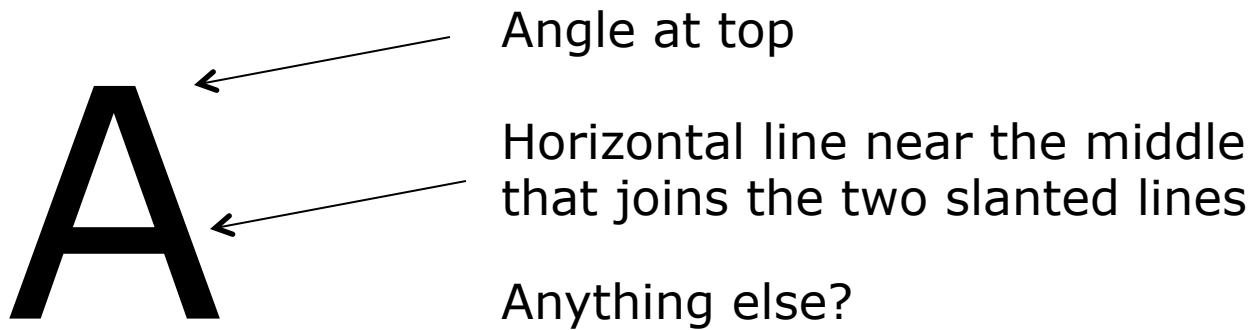 Angle at top
A
Horizontal line near the middle
that joins the two slanted lines
Anything else?